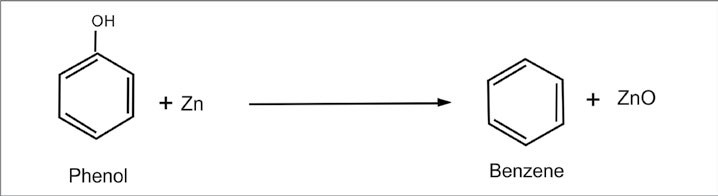 OH
+ Zn
+ ZnO
Phenol
Benzene